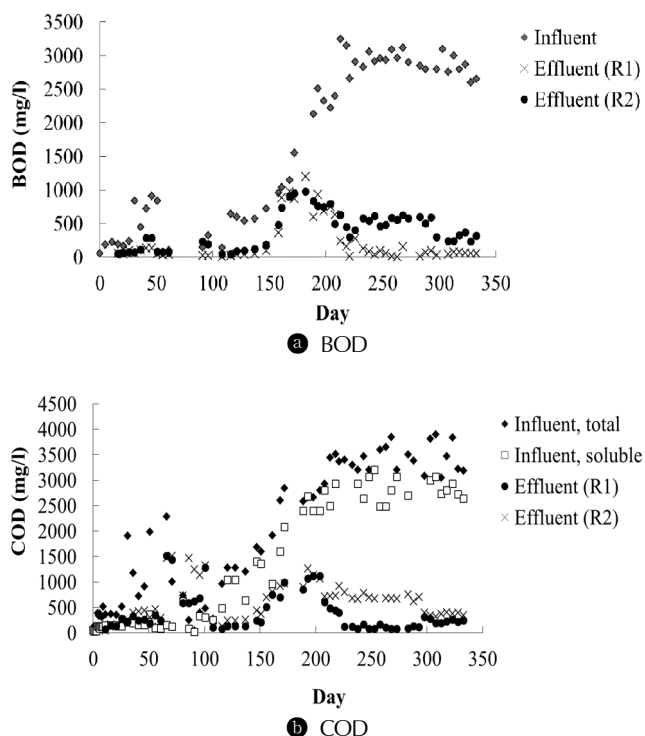 3500
3000
2500
2000
1500
1000
500
0
BOD (mg/l)
0 50 100 150 200 250 300 350
Day
Influent
Effluent (R1)
Effluent (R2)
a BOD
4500
4000
3500
3000
2500
2000
1500
1000
500
0
COD (mg/l)
0 50 100 150 200 250 300 350
Day
Influent, total
Influent, soluble
Effluent (R1)
Effluent (R2)
b COD